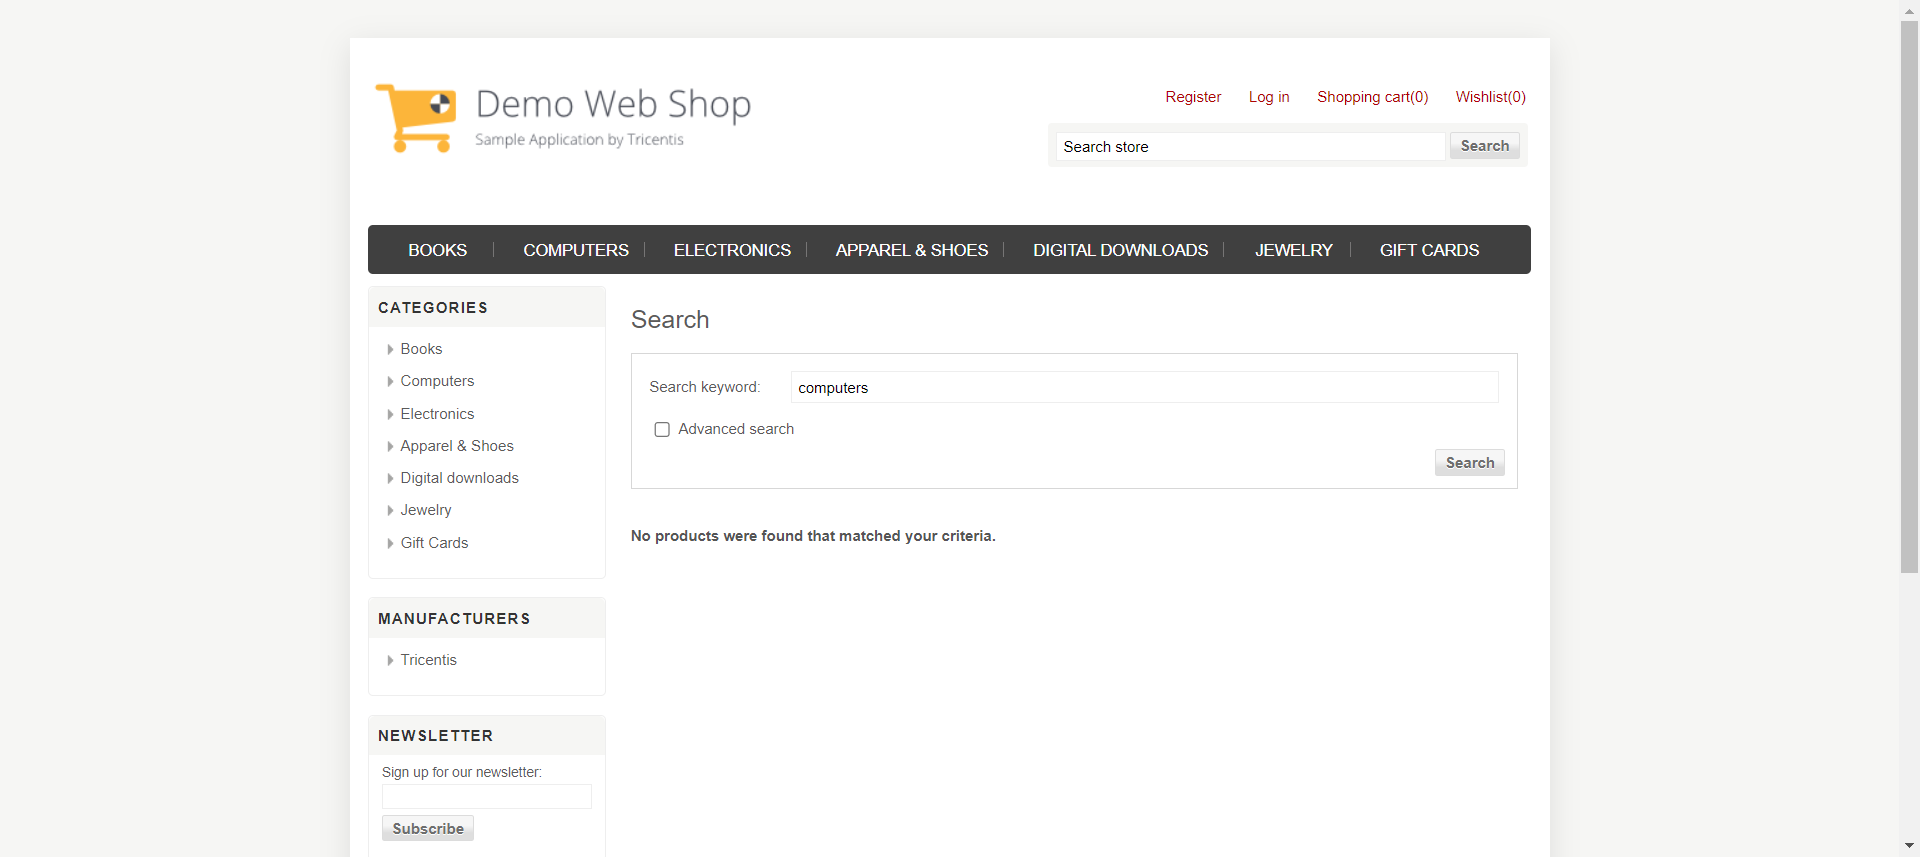 Demo Web Shop
Sample Application by Tricentis
Register Log in Shopping cart(0) Wishlist(0)
Search store Search
BOOKS COMPUTERS ELECTRONICS APPAREL & SHOES DIGITAL DOWNLOADS JEWELRY GIFT CARDS
CATEGORIES
Books
Computers
Electronics
Apparel & Shoes
Digital downloads
Jewelry
Gift Cards
MANUFACTURERS
Tricentis
NEWSLETTER
Sign up for our newsletter:
Subscribe
Search
Search keyword: computers
Advanced search
Search
No products were found that matched your criteria.